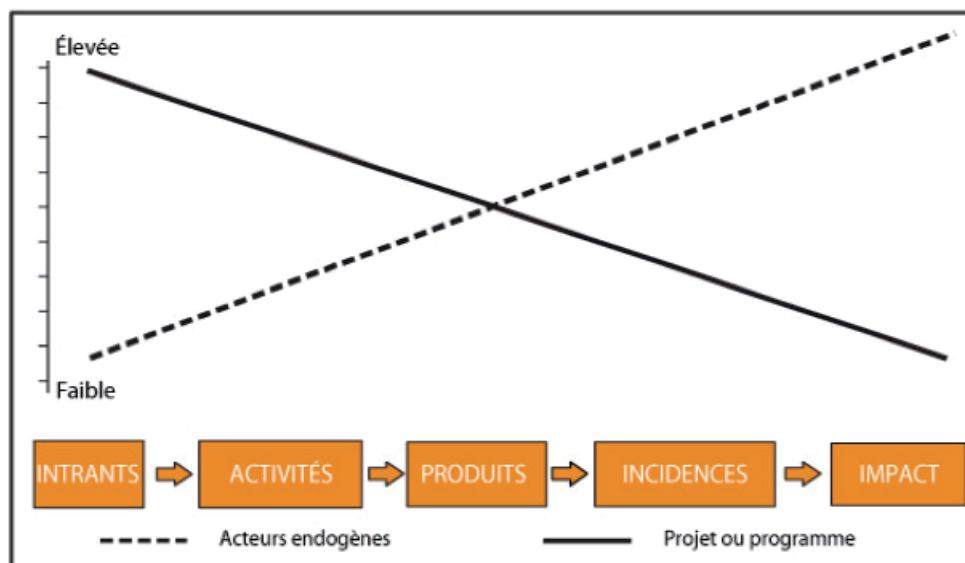 Élevée
Faible
INTRANTS ACTIVITÉS PRODUITS INCIDENCES IMPACT
Acteurs endogènes Projet ou programme